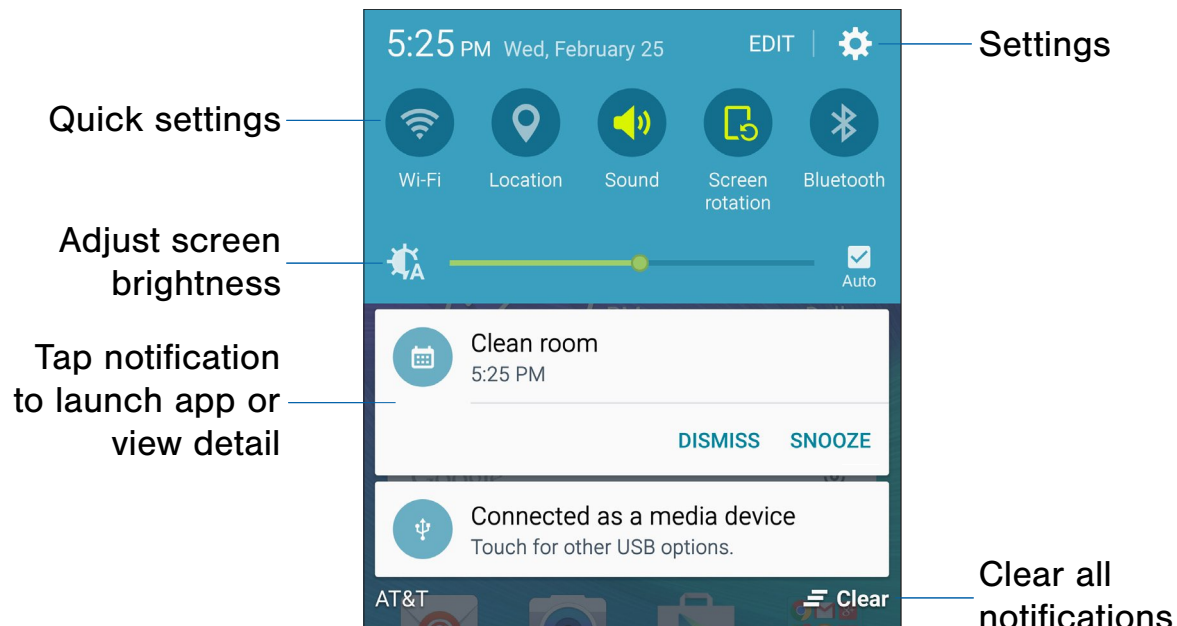 5:25 PM Wed, February 25 EDIT
Settings
Quick settings
Wi-Fi Location Sound Screen rotation Bluetooth
Adjust screen
brightness
A
Auto
Tap notification
to launch app or
view detail
Clean room
5:25 PM
DISMISS SNOOZE
Google
Connected as a media device
Touch for other USB options.
AT&T
Clear
Clear all
notifications